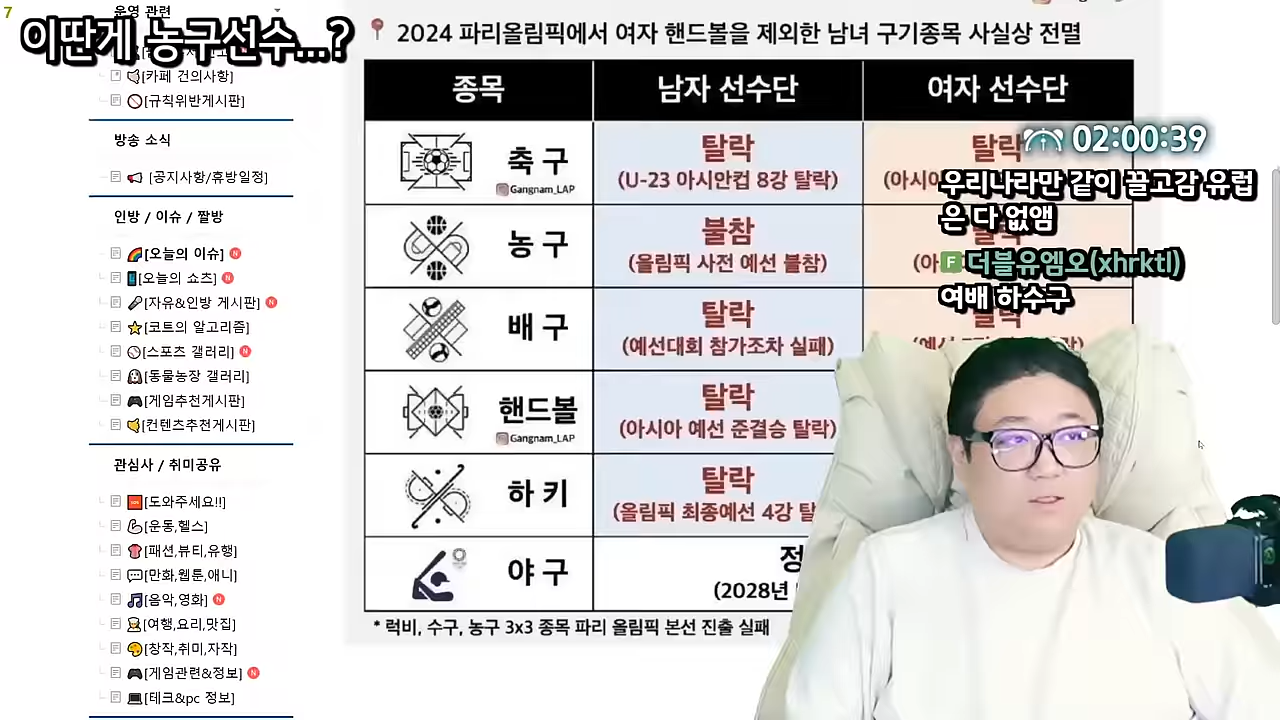 7
운영 관련
이딴게 농구선수...?
[카페 건의사항]
[규칙위반게시판]
방송 소식
[공지사항/휴방일정]
인방 / 이슈 / 짤방
[오늘의 이슈] N
[오늘의 쇼츠] N
[자유&인방 게시판] N
[코트의 알고리즘]
[스포츠 갤러리] N
[동물농장 갤러리]
[게임추천게시판]
[컨텐츠추천게시판]
관심사 / 취미공유
[도와주세요!!]
[운동,헬스]
[패션,뷰티,유행]
[만화,웹툰,애니]
[음악,영화] N
[여행,요리,맛집]
[창작,취미,자작]
[게임관련&정보] N
[테크&pc 정보]
2024 파리올림픽에서 여자 핸드볼을 제외한 남녀 구기종목 사실상 전멸
종목 남자 선수단 여자 선수단
축구 탈락 탈락
Gangnam_LAP (U-23 아시안컵 8강 탈락) (아시아
농구 불참 탈락
(올림픽 사전 예선 불참) (아
배구 탈락 탈락
(예선대회 참가조차 실패)
핸드볼 탈락
Gangnam_LAP (아시아 예선 준결승 탈락)
하키 탈락
(올림픽 최종예선 4강 탈
야구 정
(2028년
* 럭비, 수구, 농구 3x3 종목 파리 올림픽 본선 진출 실패
02:00:39
우리나라만 같이 끌고감 유럽
은 다 없앰
F 더블유엠오(xhrktl)
여배 하수구